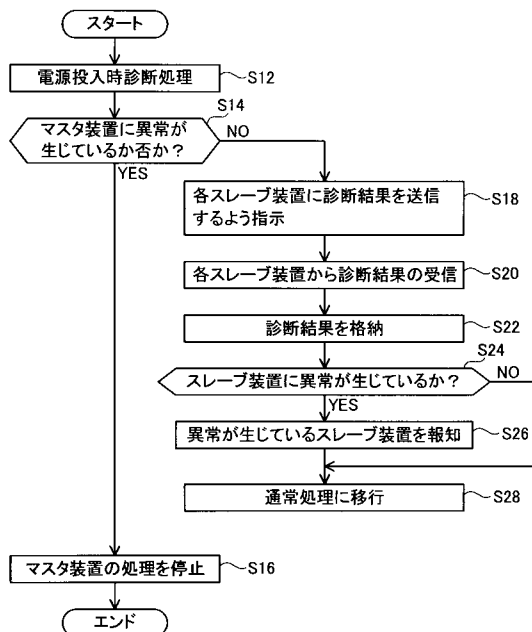 スタート
電源投入時診断処理
S12
S14
マスタ装置に異常が
生じているか否か？
NO
YES
各スレーブ装置に診断結果を送信
するよう指示
S18
各スレーブ装置から診断結果の受信
S20
診断結果を格納
S22
S24
スレーブ装置に異常が生じているか？
NO
YES
異常が生じているスレーブ装置を報知
S26
通常処理に移行
S28
マスタ装置の処理を停止
S16
エンド